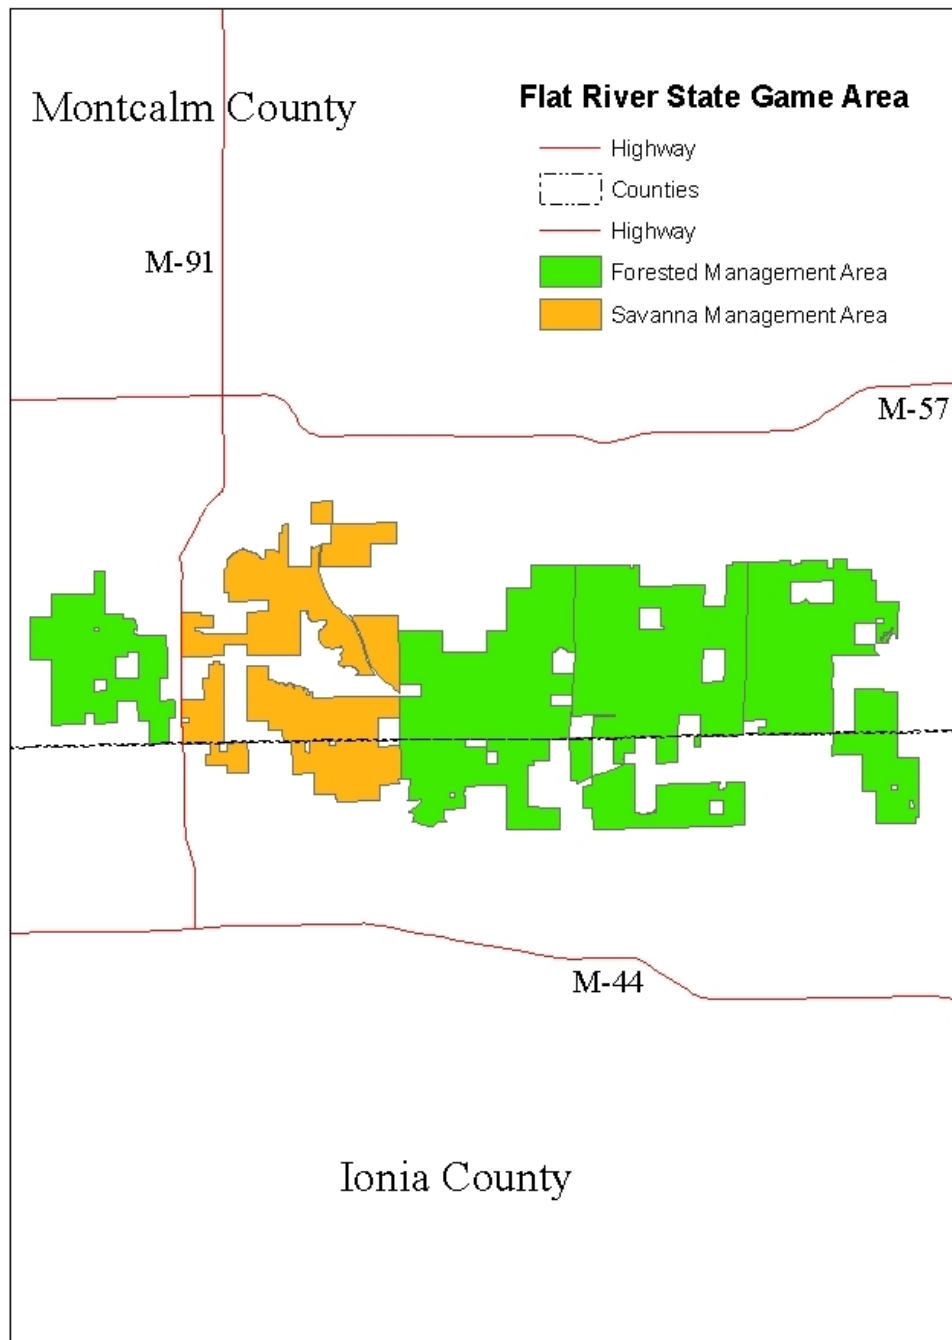 Montcalm County
Flat River State Game Area
Highway
Counties
Highway
Forested Management Area
Savanna Management Area
M-91
M-57
M-44
Ionia County